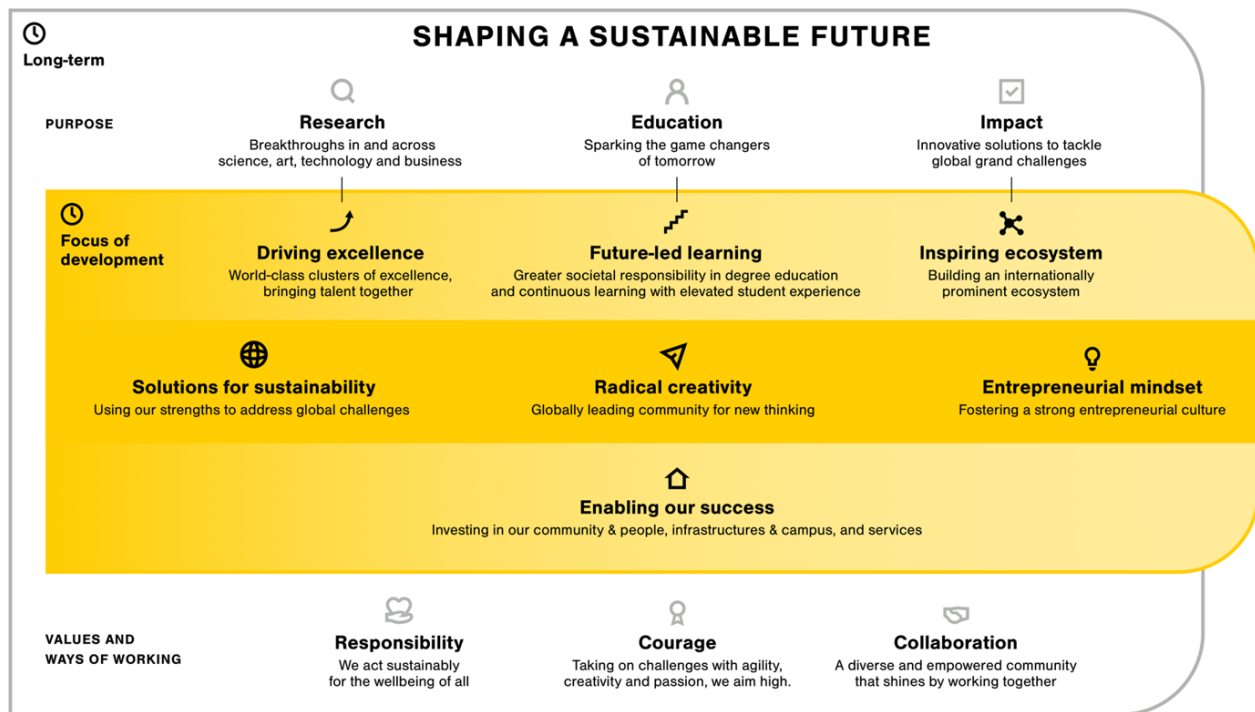 SHAPING A SUSTAINABLE FUTURE
Long-term
PURPOSE
Research
Breakthroughs in and across
science, art, technology and business
Education
Sparking the game changers
of tomorrow
Impact
Innovative solutions to tackle
global grand challenges
Focus of
development
Driving excellence
World-class clusters of excellence,
bringing talent together
Future-led learning
Greater societal responsibility in degree education
and continuous learning with elevated student experience
Inspiring ecosystem
Building an internationally
prominent ecosystem
Solutions for sustainability
Using our strengths to address global challenges
Radical creativity
Globally leading community for new thinking
Entrepreneurial mindset
Fostering a strong entrepreneurial culture
Enabling our success
Investing in our community & people, infrastructures & campus, and services
VALUES AND
WAYS OF WORKING
Responsibility
We act sustainably
for the wellbeing of all
Courage
Taking on challenges with agility,
creativity and passion, we aim high.
Collaboration
A diverse and empowered community
that shines by working together